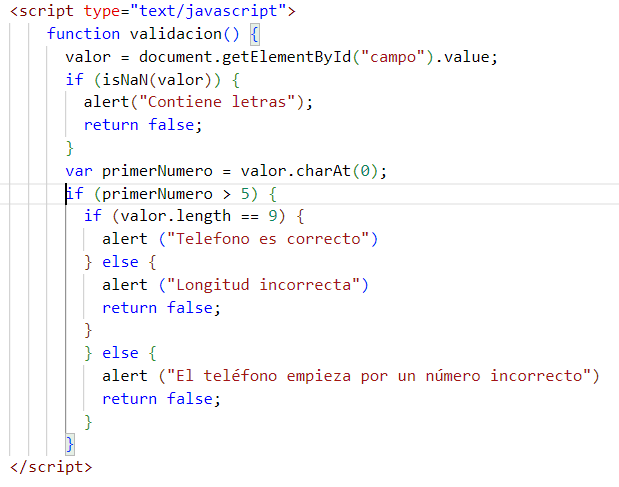 <script type="text/javascript">
function validacion() {
valor = document.getElementById("campo").value;
if (isNaN(valor)) {
alert("Contiene letras");
return false;
}
var primerNumero = valor.charAt(0);
if (primerNumero > 5) {
if (valor.length == 9) {
alert ("Telefono es correcto")
} else {
alert ("Longitud incorrecta")
return false;
}
} else {
alert ("El teléfono empieza por un número incorrecto")
return false;
}
}
</script>